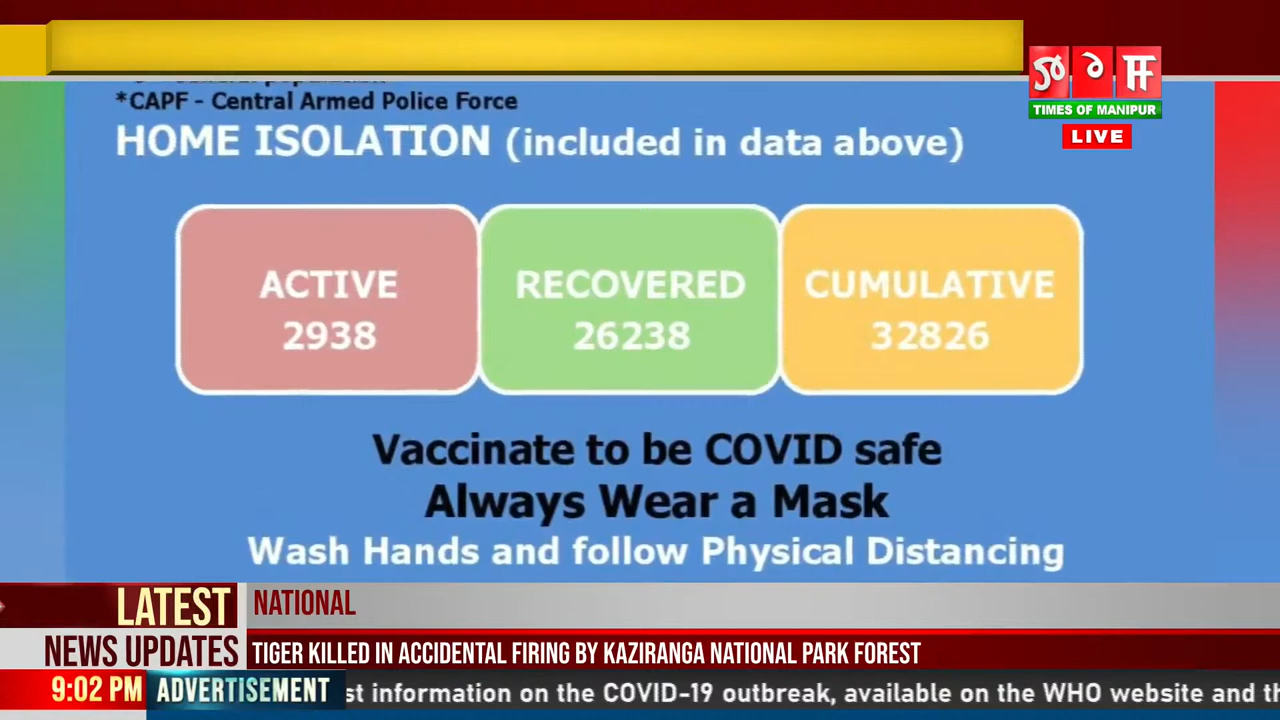 *CAPF - Central Armed Police Force
HOME ISOLATION (included in data above)
TIMES OF MANIPUR
LIVE
ACTIVE
2938
RECOVERED
26238
CUMULATIVE
32826
Vaccinate to be COVID safe
Always Wear a Mask
Wash Hands and follow Physical Distancing
LATEST
NEWS UPDATES
NATIONAL
TIGER KILLED IN ACCIDENTAL FIRING BY KAZIRANGA NATIONAL PARK FOREST
9:02 PM
ADVERTISEMENT
st information on the COVID-19 outbreak, available on the WHO website and th